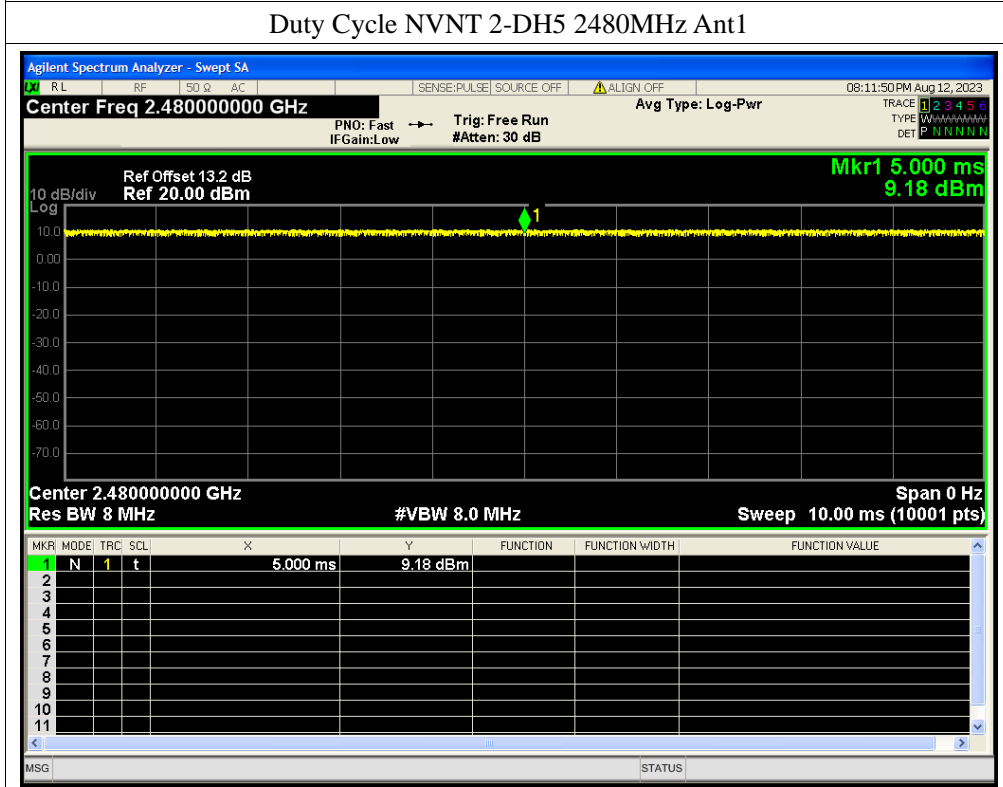 Duty Cycle NVNT 2-DH5 2480MHz Ant1
Agilent Spectrum Analyzer - Swept SA
LXI RL RF 50 Ω AC SENSE:PULSE SOURCE OFF ALIGN OFF 08:11:50 PM Aug 12, 2023
Center Freq 2.480000000 GHz Avg Type: Log-Pwr TRACE 1 2 3 4 5 6
PNO: Fast Trig: Free Run TYPE WWWWWW
IFGain:Low #Atten: 30 dB DET P N N N N N
Mkr1 5.000 ms
Ref Offset 13.2 dB
10 dB/div Ref 20.00 dBm 9.18 dBm
Log
1
10.0
0.00
-10.0
-20.0
-30.0
-40.0
-50.0
-60.0
-70.0
Center 2.480000000 GHz Span 0 Hz
Res BW 8 MHz #VBW 8.0 MHz Sweep 10.00 ms (10001 pts)
MKR MODE TRC SCL X Y FUNCTION FUNCTION WIDTH FUNCTION VALUE
1 N 1 t 5.000 ms 9.18 dBm
2
3
4
5
6
7
8
9
10
11
MSG STATUS